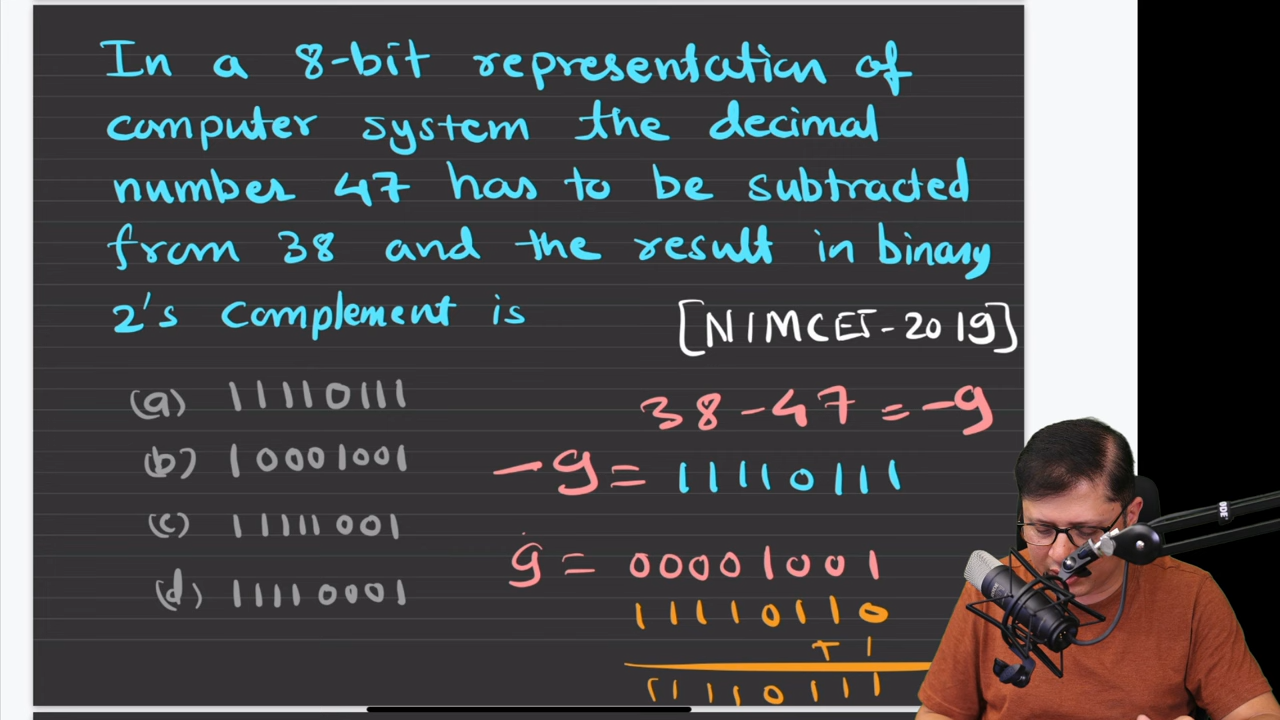 In a 8-bit representation of
computer system the decimal
number 47 has to be subtracted
from 38 and the result in binary
2's complement is
[NIMCET-2019]
(a) 11110111
(b) 10001001
(c) 11111001
(d) 11110001
38-47 = -9
-9 = 11110111
9 = 00001001
11110110
+1
11110111